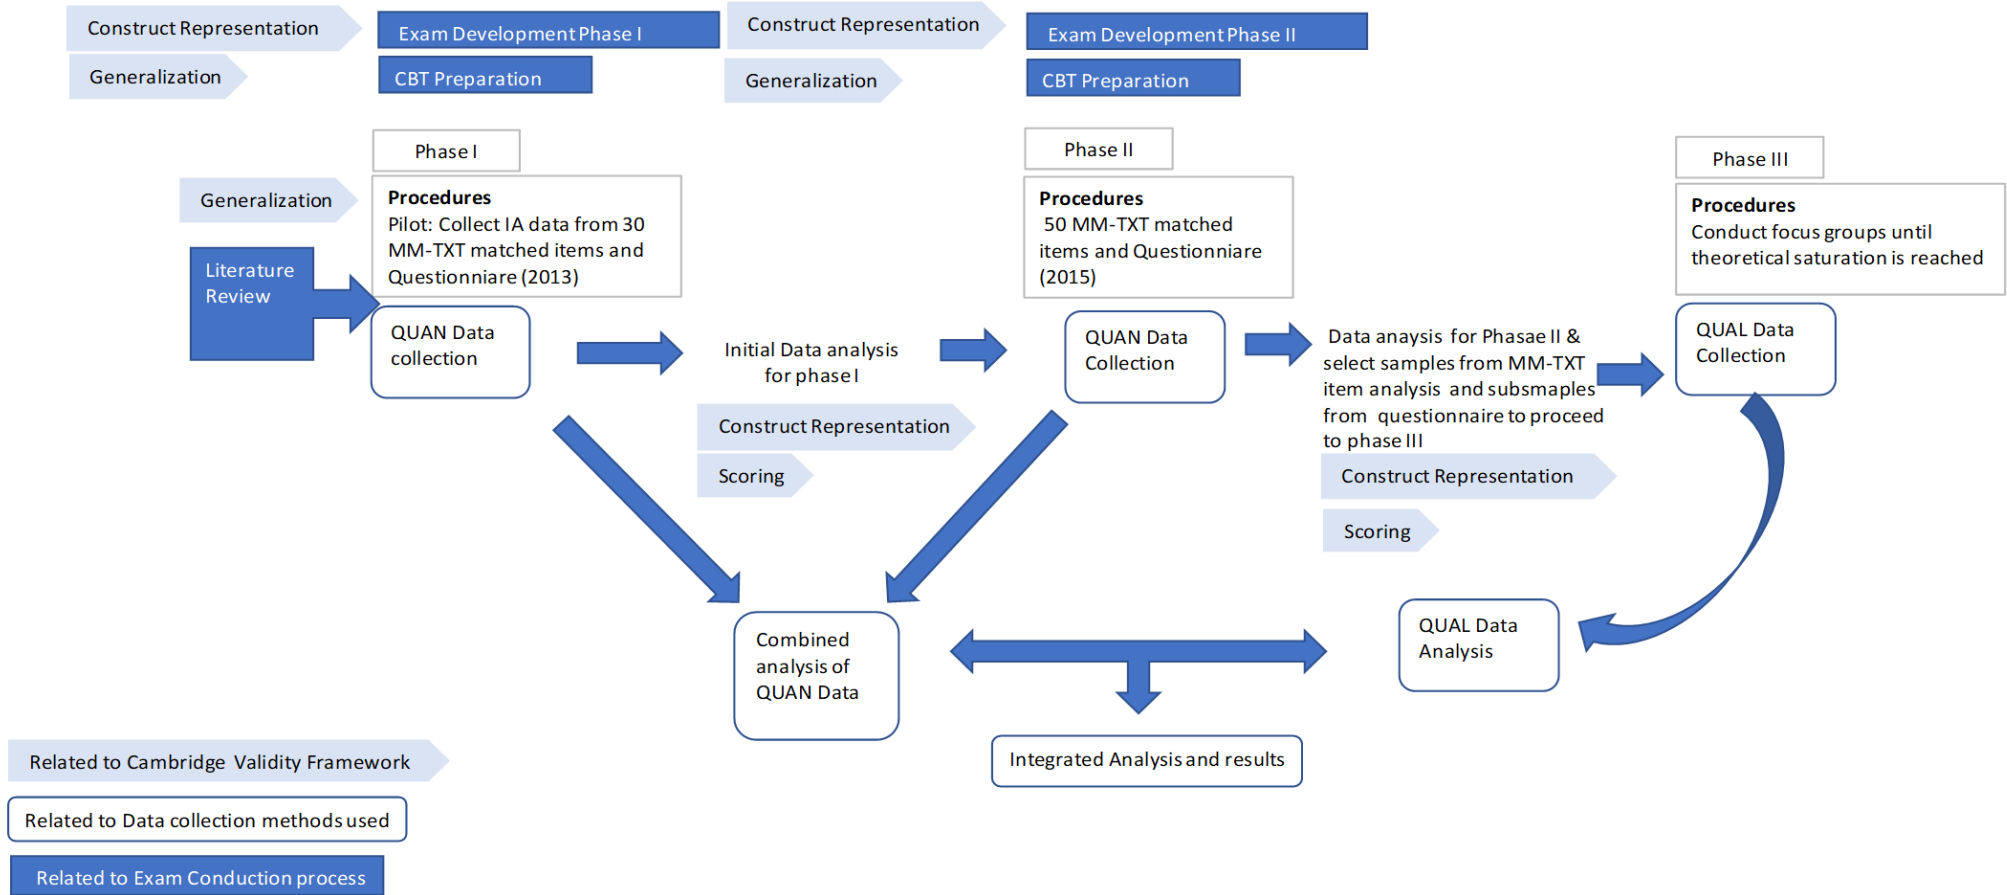 Construct Representation
Exam Development Phase I
Construct Representation
Exam Development Phase II
Generalization
CBT Preparation
Generalization
CBT Preparation
Phase I
Phase II
Phase III
Generalization
Procedures
Pilot: Collect IA data from 30
MM-TXT matched items and
Questionniare (2013)
Procedures
50 MM-TXT matched
items and Questionniare
(2015)
Procedures
Conduct focus groups until
theoretical saturation is reached
Literature
Review
QUAN Data
collection
Initial Data analysis
for phase I
QUAN Data
Collection
Data anaysis for Phasae II &
select samples from MM-TXT
item analysis and subsmaples
from questionnaire to proceed
to phase III
QUAL Data
Collection
Construct Representation
Scoring
Construct Representation
Scoring
Combined
analysis of
QUAN Data
QUAL Data
Analysis
Integrated Analysis and results
Related to Cambridge Validity Framework
Related to Data collection methods used
Related to Exam Conduction process